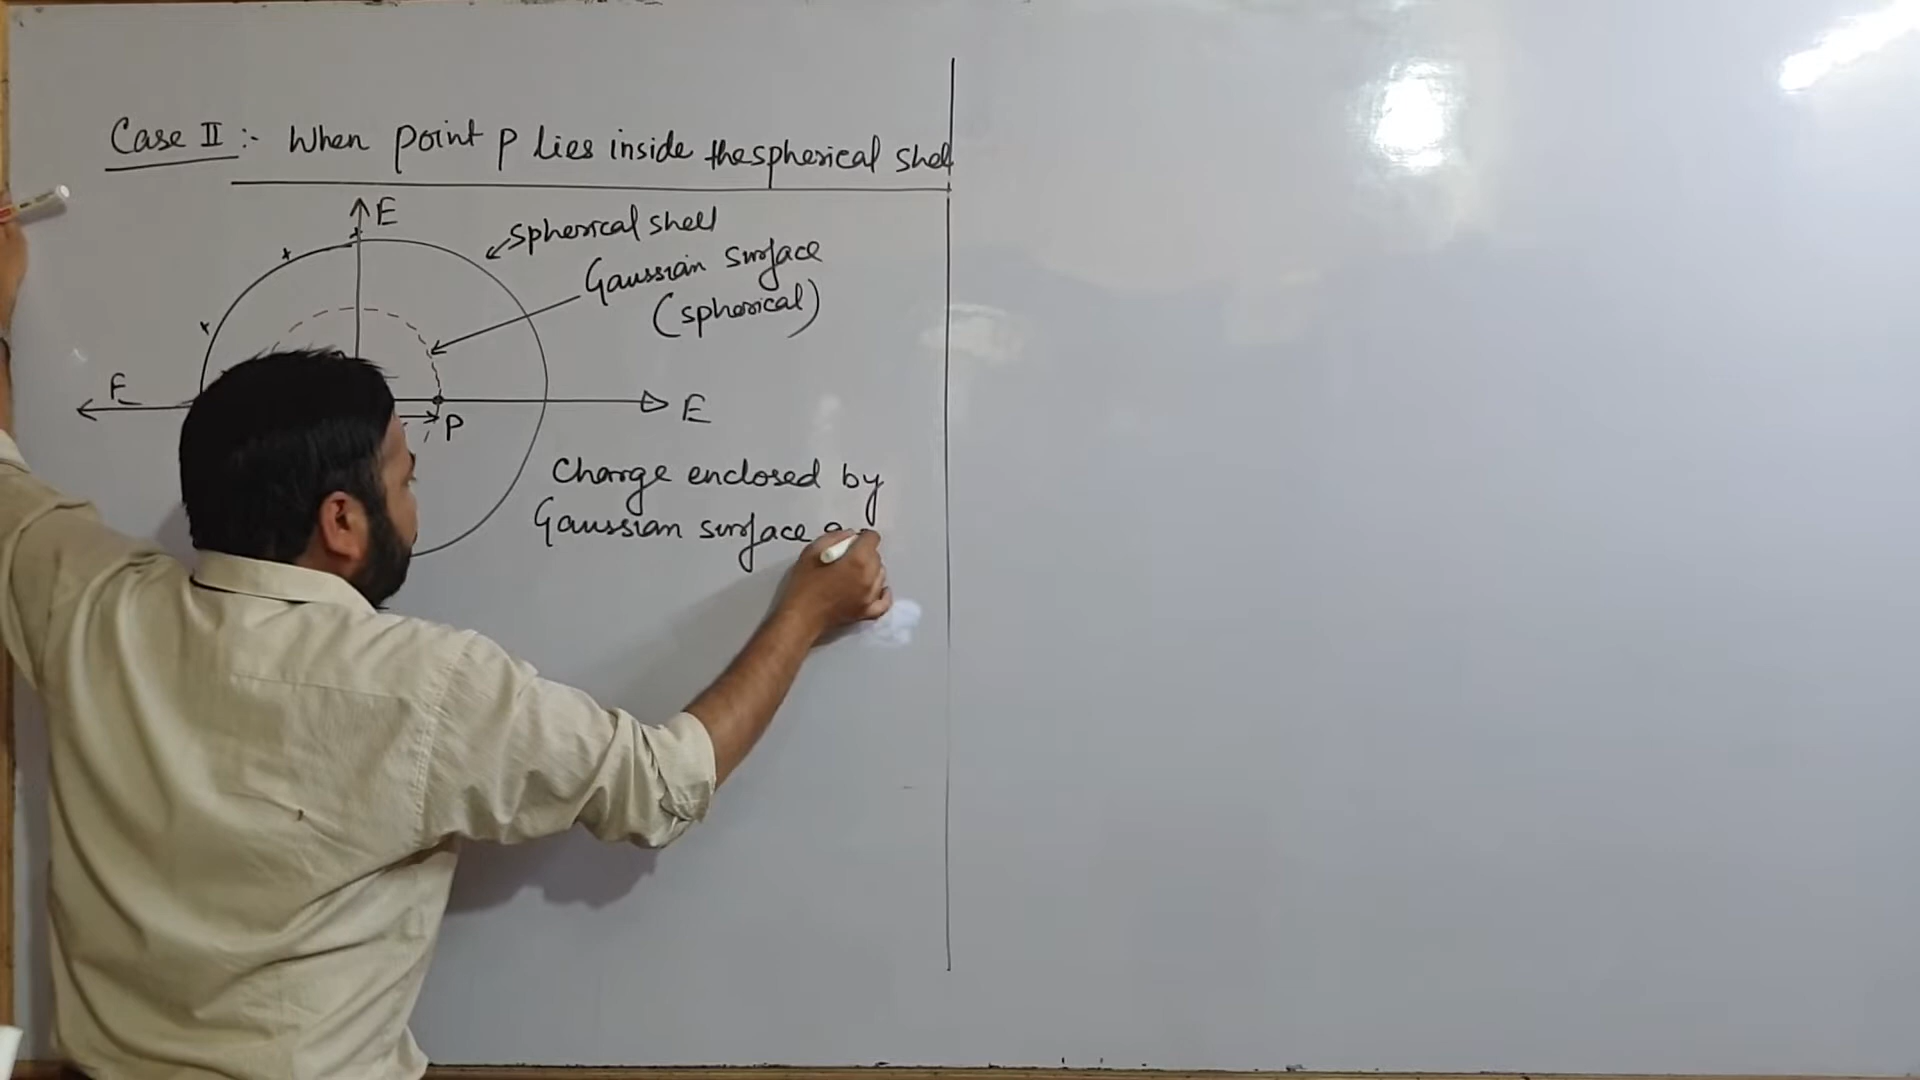 Case II :- When point P lies inside the spherical shell
E
Spherical shell
Gaussian surface
(spherical)
E
E
P
Charge enclosed by
Gaussian surface